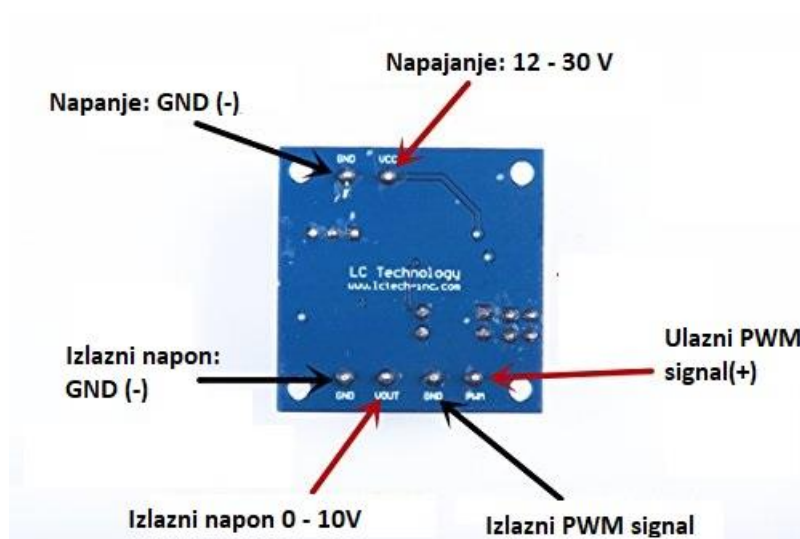 Napajanje: 12 - 30 V
Napanje: GND (-)
GND VCC
LC Technology
www.lctech-inc.com
Izlazni napon:
GND (-)
Ulazni PWM
signal(+)
GND VOUT GND PWM
Izlazni napon 0 - 10V
Izlazni PWM signal